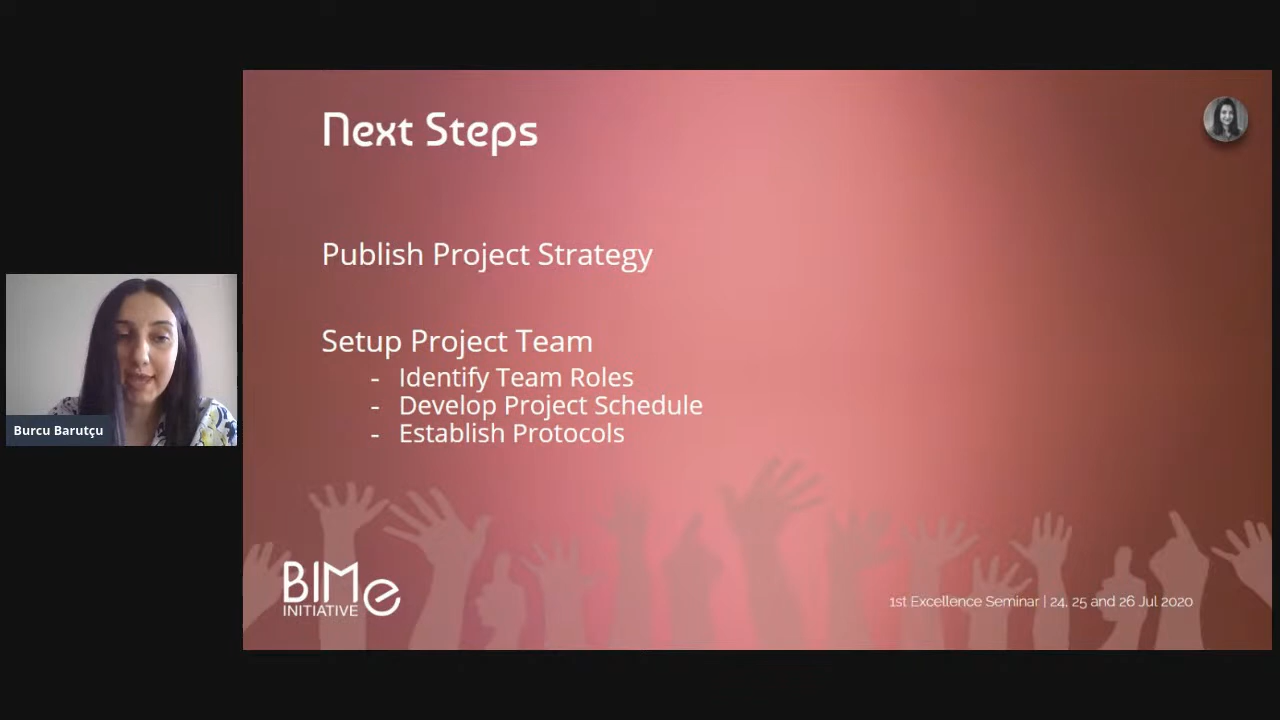 Next Steps
Publish Project Strategy
Setup Project Team
- Identify Team Roles
- Develop Project Schedule
- Establish Protocols
Burcu Barutçu
BIMe
INITIATIVE
1st Excellence Seminar | 24, 25 and 26 Jul 2020